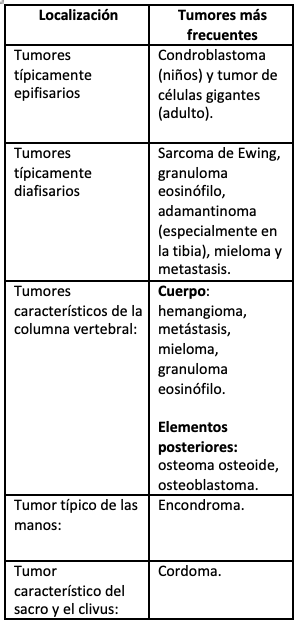 Localización
Tumores más
frecuentes
Tumores
típicamente
epifisarios
Condroblastoma
(niños) y tumor de
células gigantes
(adulto).
Tumores
típicamente
diafisarios
Sarcoma de Ewing,
granuloma
eosinófilo,
adamantinoma
(especialmente en
la tibia), mieloma y
metastasis.
Tumores
característicos de la
columna vertebral:
Cuerpo:
hemangioma,
metástasis,
mieloma,
granuloma
eosinófilo.
Elementos
posteriores:
osteoma osteoide,
osteoblastoma.
Tumor típico de las
manos:
Encondroma.
Tumor
característico del
sacro y el clivus:
Cordoma.